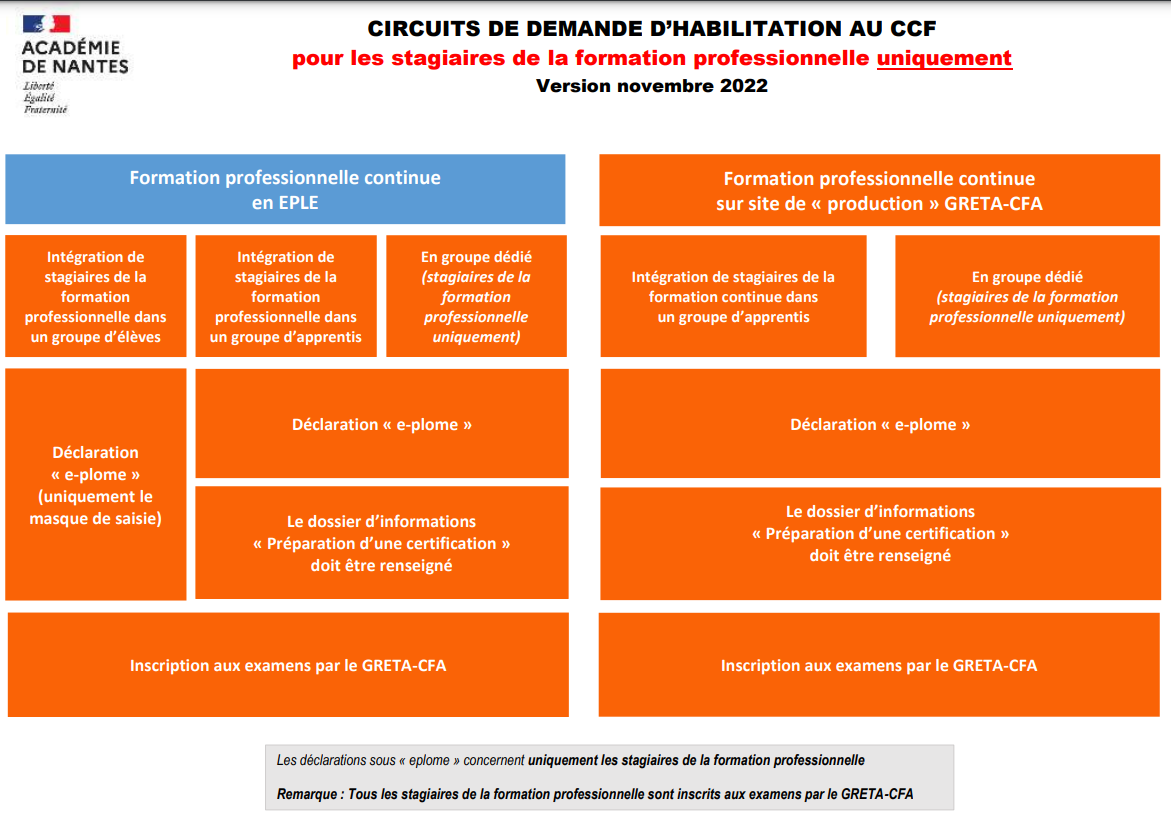 ACADÉMIE
DE NANTES
Liberté
Égalité
Fraternité
CIRCUITS DE DEMANDE D'HABILITATION AU CCF
pour les stagiaires de la formation professionnelle uniquement
Version novembre 2022
Formation professionnelle continue
en EPLE
Intégration de
stagiaires de la
formation
professionnelle dans
un groupe d'élèves
Intégration de
stagiaires de la
formation
professionnelle dans
un groupe d'apprentis
En groupe dédié
(stagiaires de la
formation
professionnelle
uniquement)
Déclaration
« e-plome »
(uniquement le
masque de saisie)
Déclaration « e-plome »
Le dossier d'informations
« Préparation d'une certification »
doit être renseigné
Inscription aux examens par le GRETA-CFA
Formation professionnelle continue
sur site de « production » GRETA-CFA
Intégration de stagiaires de la
formation continue dans
un groupe d'apprentis
En groupe dédié
(stagiaires de la formation
professionnelle uniquement)
Déclaration « e-plome »
Le dossier d'informations
« Préparation d'une certification »
doit être renseigné
Inscription aux examens par le GRETA-CFA
Les déclarations sous « eplome » concernent uniquement les stagiaires de la formation professionnelle
Remarque : Tous les stagiaires de la formation professionnelle sont inscrits aux examens par le GRETA-CFA